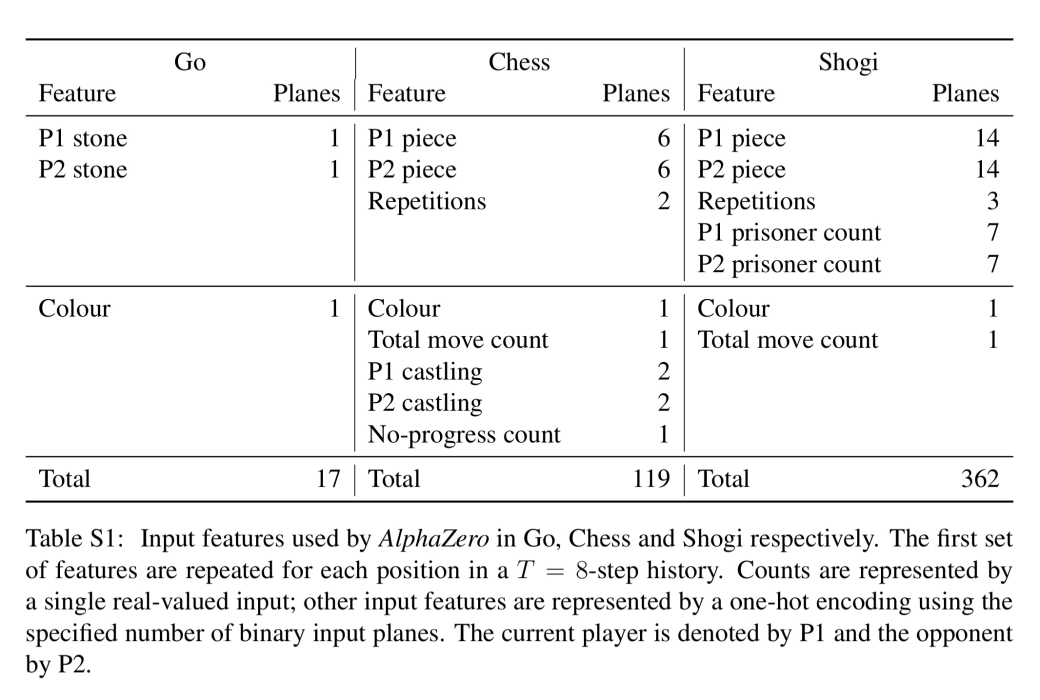 Go Chess Shogi
Feature Planes Feature Planes Feature Planes
P1 stone 1 P1 piece 6 P1 piece 14
P2 stone 1 P2 piece 6 P2 piece 14
Repetitions 2 Repetitions 3
P1 prisoner count 7
P2 prisoner count 7
Colour 1 Colour 1 Colour 1
Total move count 1 Total move count 1
P1 castling 2
P2 castling 2
No-progress count 1
Total 17 Total 119 Total 362
Table S1: Input features used by AlphaZero in Go, Chess and Shogi respectively. The first set
of features are repeated for each position in a T = 8-step history. Counts are represented by
a single real-valued input; other input features are represented by a one-hot encoding using the
specified number of binary input planes. The current player is denoted by P1 and the opponent
by P2.